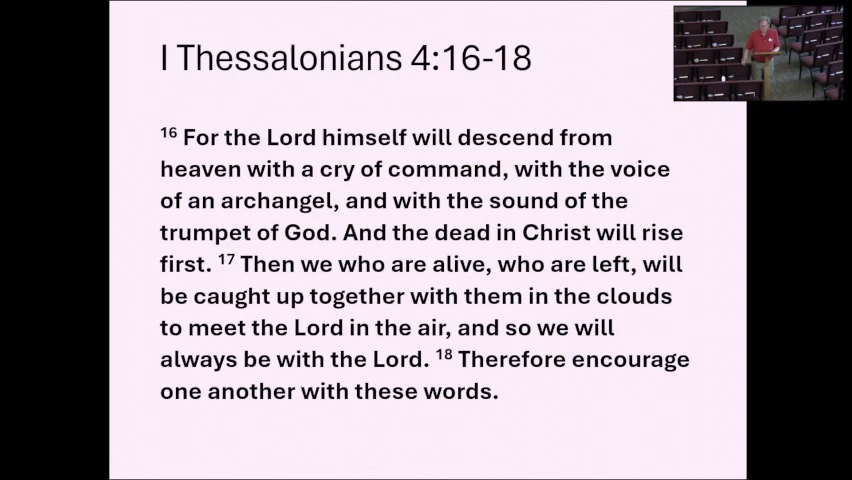 I Thessalonians 4:16-18
16 For the Lord himself will descend from
heaven with a cry of command, with the voice
of an archangel, and with the sound of the
trumpet of God. And the dead in Christ will rise
first. 17 Then we who are alive, who are left, will
be caught up together with them in the clouds
to meet the Lord in the air, and so we will
always be with the Lord. 18 Therefore encourage
one another with these words.